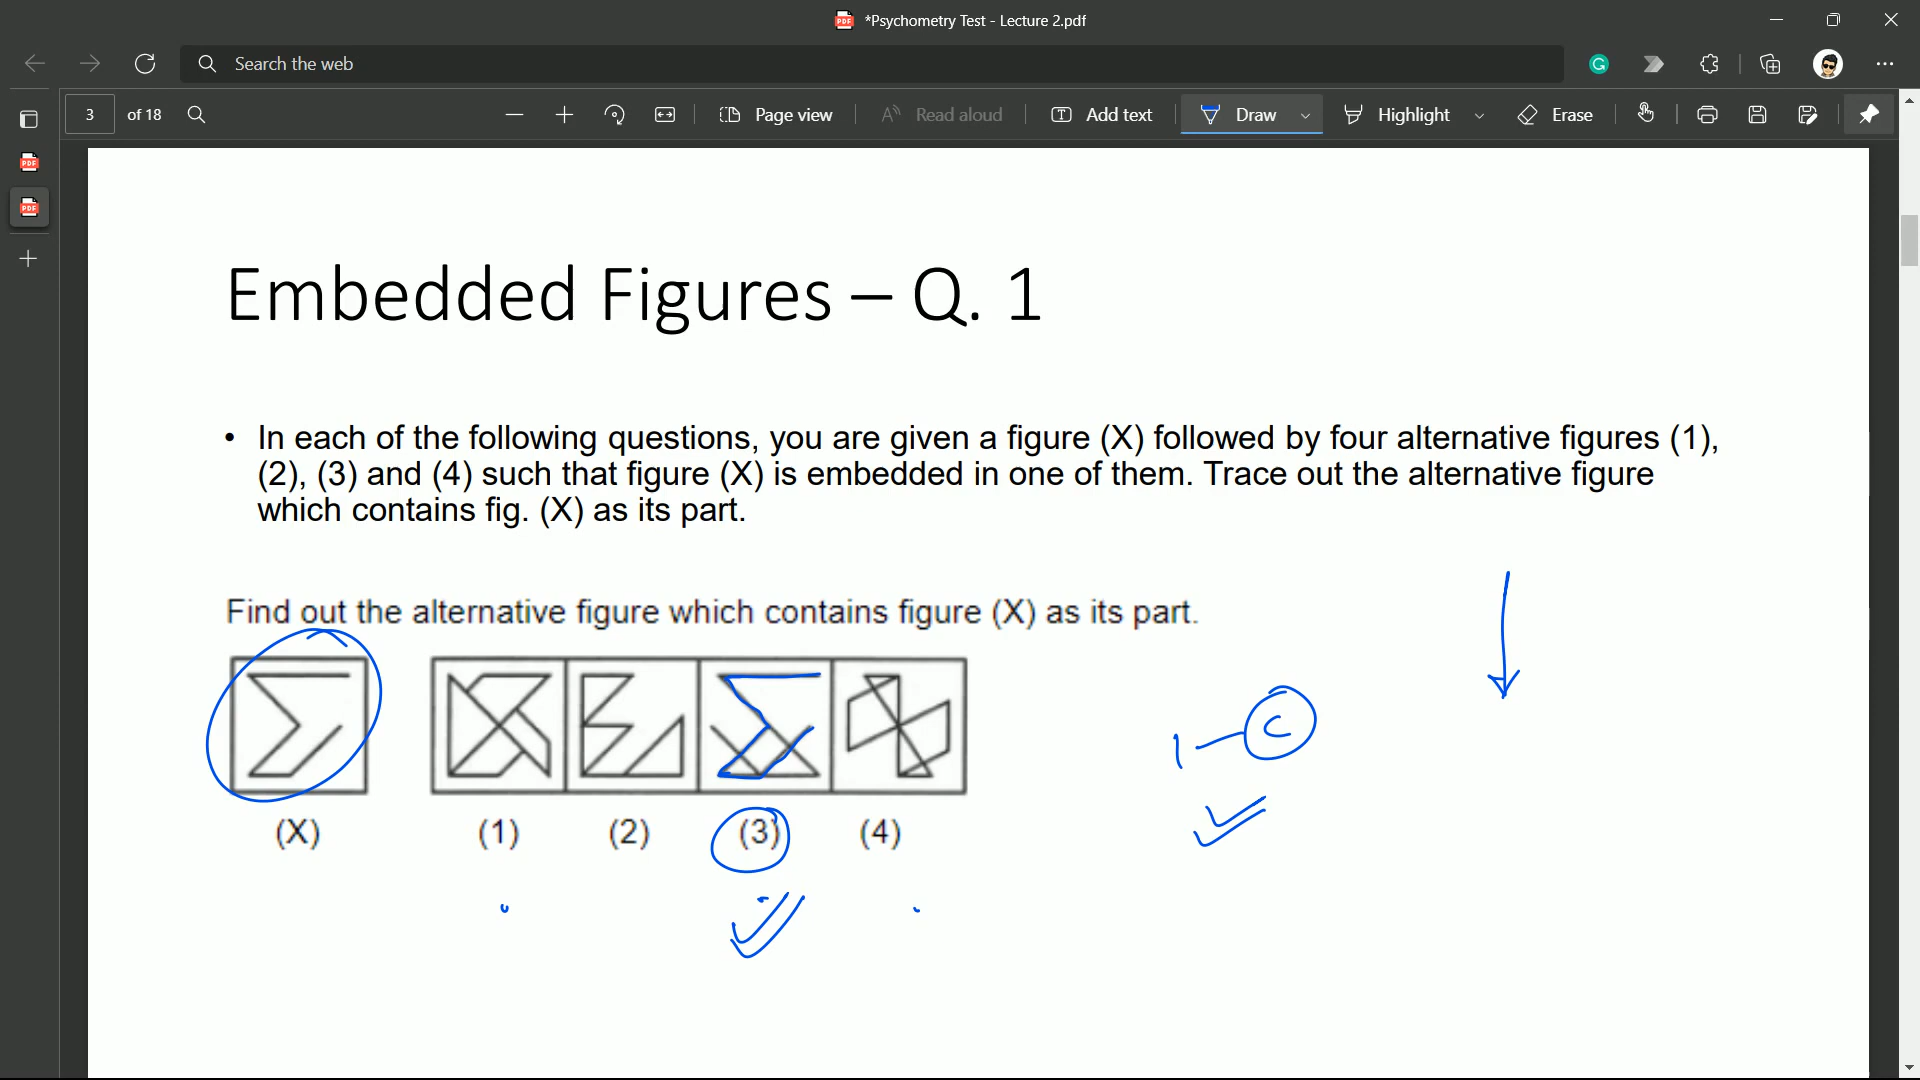 *Psychometry Test - Lecture 2.pdf
Search the web
3 of 18
Page view
Read aloud
Add text
Draw
Highlight
Erase
Embedded Figures – Q. 1
• In each of the following questions, you are given a figure (X) followed by four alternative figures (1),
(2), (3) and (4) such that figure (X) is embedded in one of them. Trace out the alternative figure
which contains fig. (X) as its part.
Find out the alternative figure which contains figure (X) as its part.
1 – C
(X) (1) (2) (3) (4)